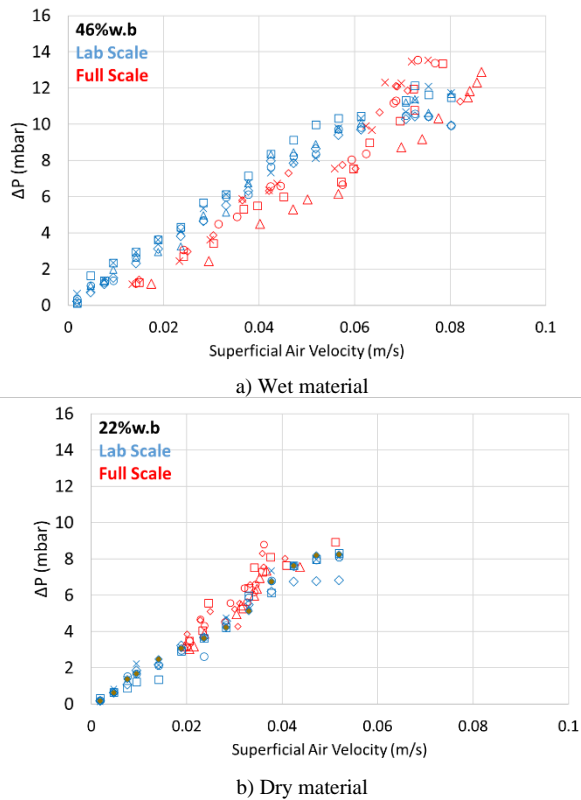 46%w.b
Lab Scale
Full Scale
16
14
12
10
8
6
4
2
0
ΔP (mbar)
0 0.02 0.04 0.06 0.08 0.1
Superficial Air Velocity (m/s)
a) Wet material
22%w.b
Lab Scale
Full Scale
16
14
12
10
8
6
4
2
0
ΔP (mbar)
0 0.02 0.04 0.06 0.08 0.1
Superficial Air Velocity (m/s)
b) Dry material